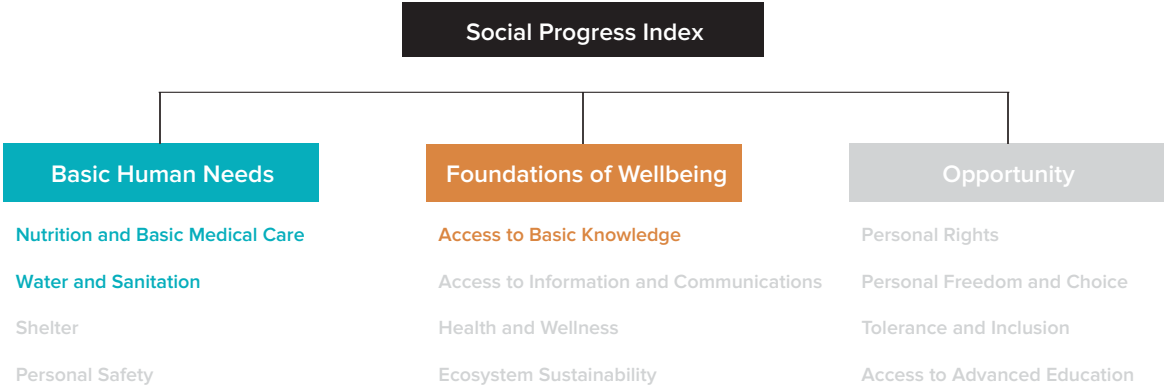 Social Progress Index
Basic Human Needs
Nutrition and Basic Medical Care
Water and Sanitation
Shelter
Personal Safety
Foundations of Wellbeing
Access to Basic Knowledge
Access to Information and Communications
Health and Wellness
Ecosystem Sustainability
Opportunity
Personal Rights
Personal Freedom and Choice
Tolerance and Inclusion
Access to Advanced Education